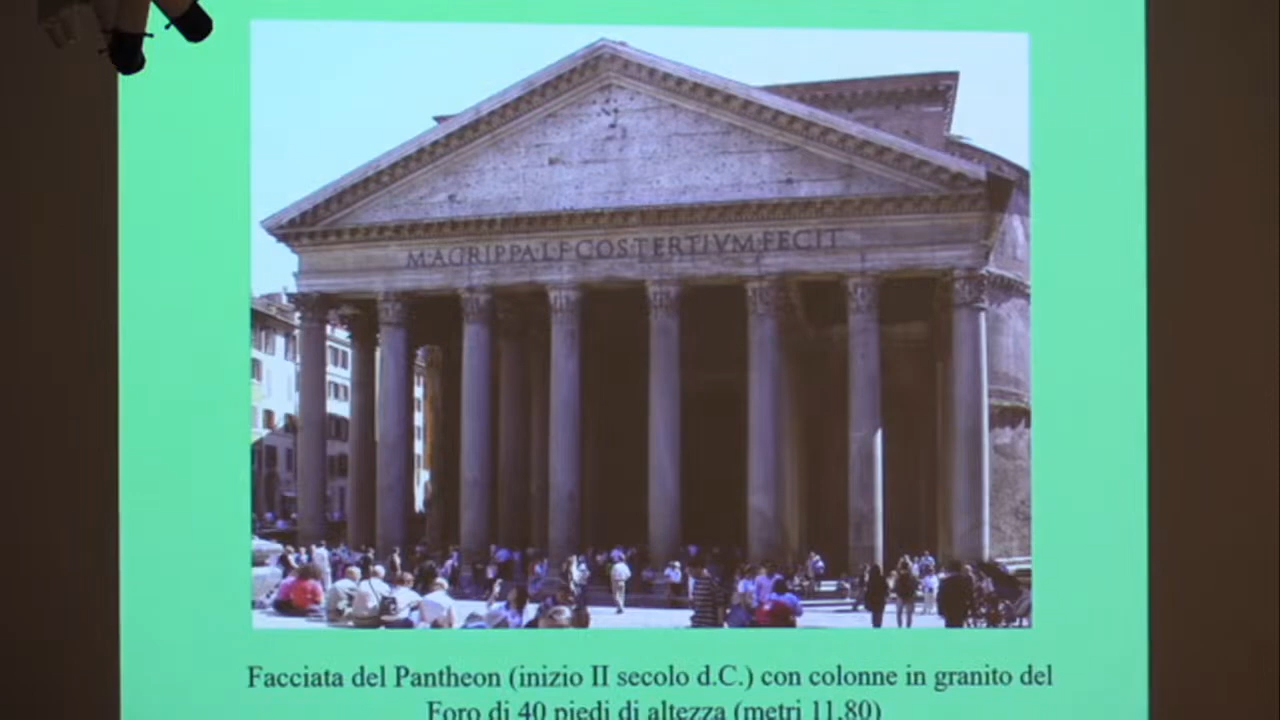 M·AGRIPPA·L·F·COS·TERTIVM·FECIT
Facciata del Pantheon (inizio II secolo d.C.) con colonne in granito del
Foro di 40 piedi di altezza (metri 11,80)